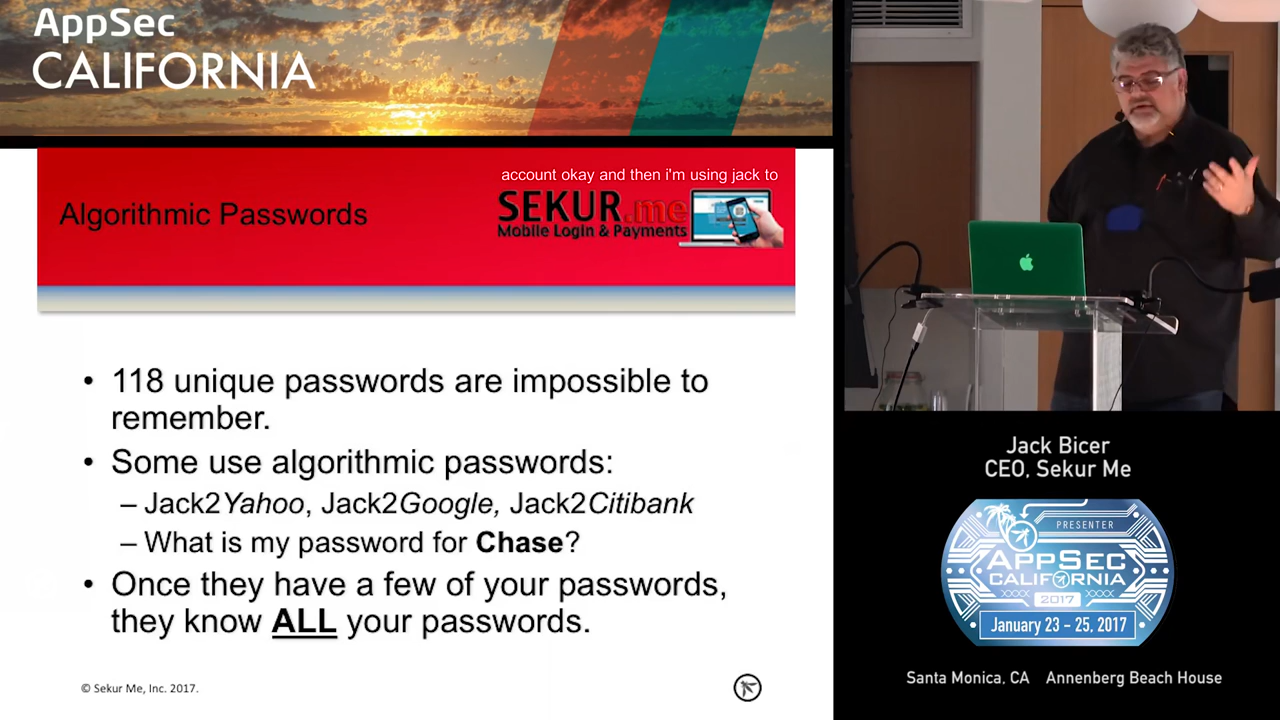 AppSec
CALIFORNIA
account okay and then i'm using jack to
Algorithmic Passwords
SEKUR.me
Mobile Login & Payments
• 118 unique passwords are impossible to
remember.
• Some use algorithmic passwords:
– Jack2Yahoo, Jack2Google, Jack2Citibank
– What is my password for Chase?
• Once they have a few of your passwords,
they know ALL your passwords.
© Sekur Me, Inc. 2017.
Jack Bicer
CEO, Sekur Me
PRESENTER
APPSEC
CALIFORNIA
2017
January 23 – 25, 2017
Santa Monica, CA Annenberg Beach House